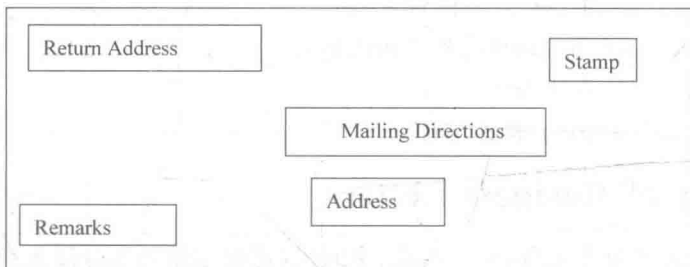 Return Address
Stamp
Mailing Directions
Address
Remarks